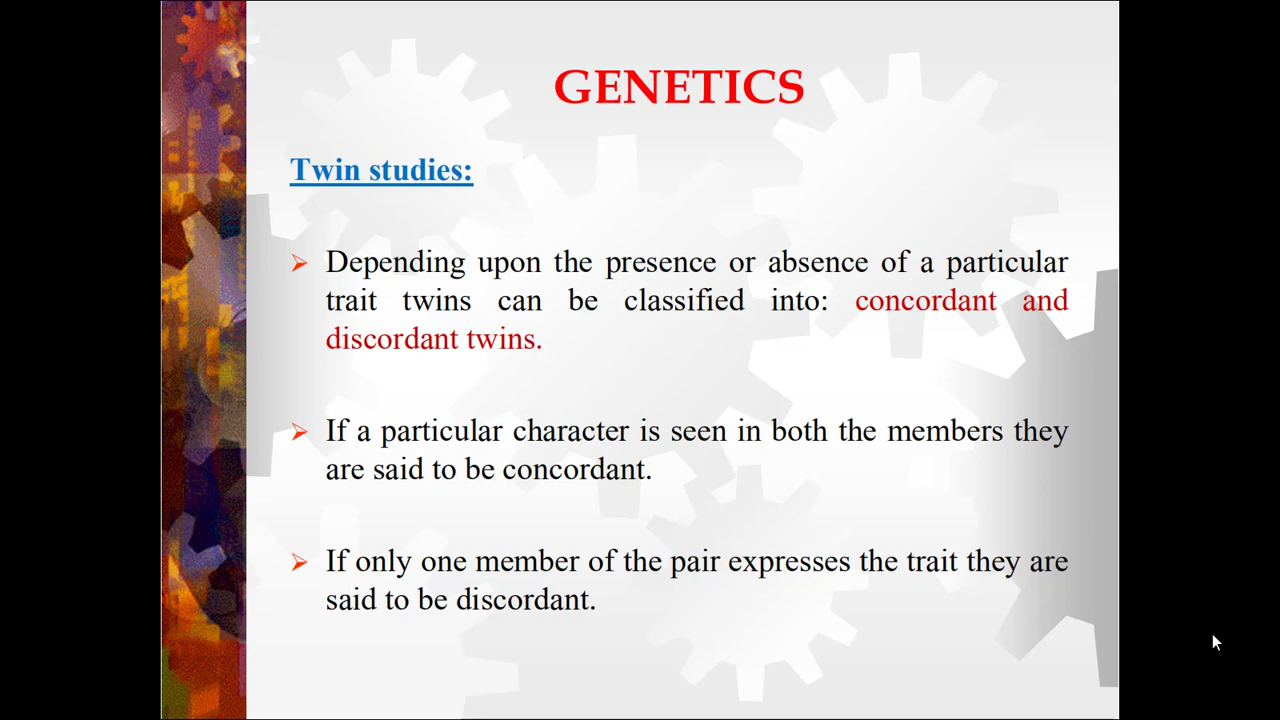 GENETICS
Twin studies:
Depending upon the presence or absence of a particular
trait twins can be classified into: concordant and
discordant twins.
If a particular character is seen in both the members they
are said to be concordant.
If only one member of the pair expresses the trait they are
said to be discordant.